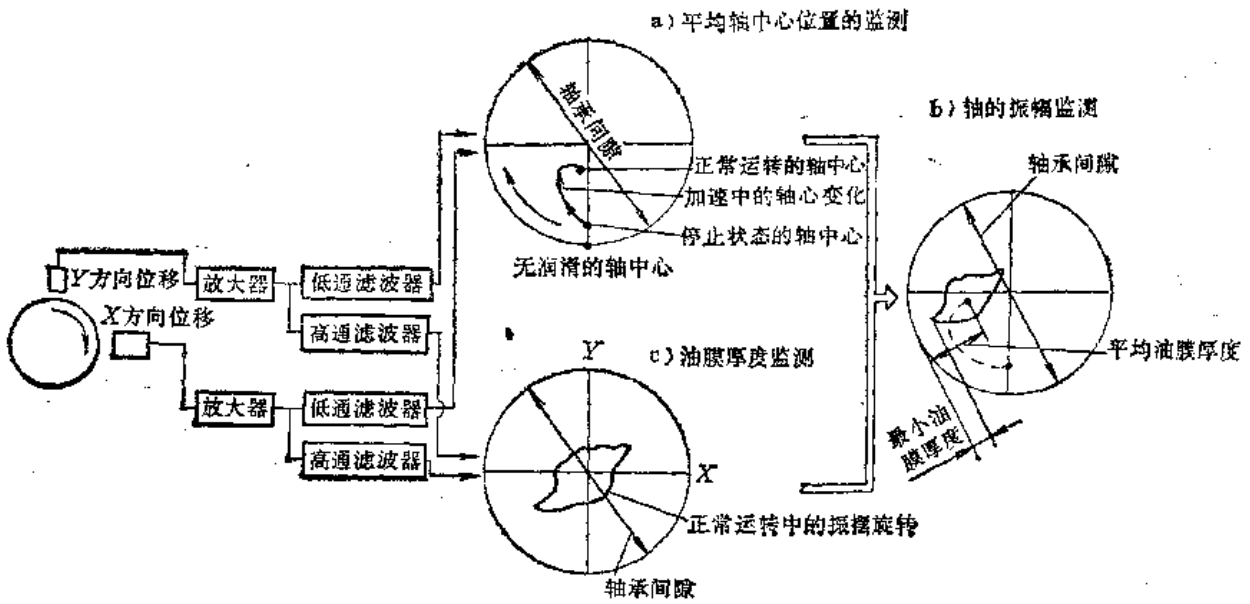 a）平均轴中心位置的监测
轴承间隙
正常运转的轴中心
加速中的轴心变化
停止状态的轴中心
无润滑的轴中心
b）轴的振幅监测
轴承间隙
平均油膜厚度
最小油
膜厚度
Y方向位移
放大器
低通滤波器
高通滤波器
X方向位移
放大器
低通滤波器
高通滤波器
c）油膜厚度监测
Y
X
正常运转中的振摆旋转
轴承间隙